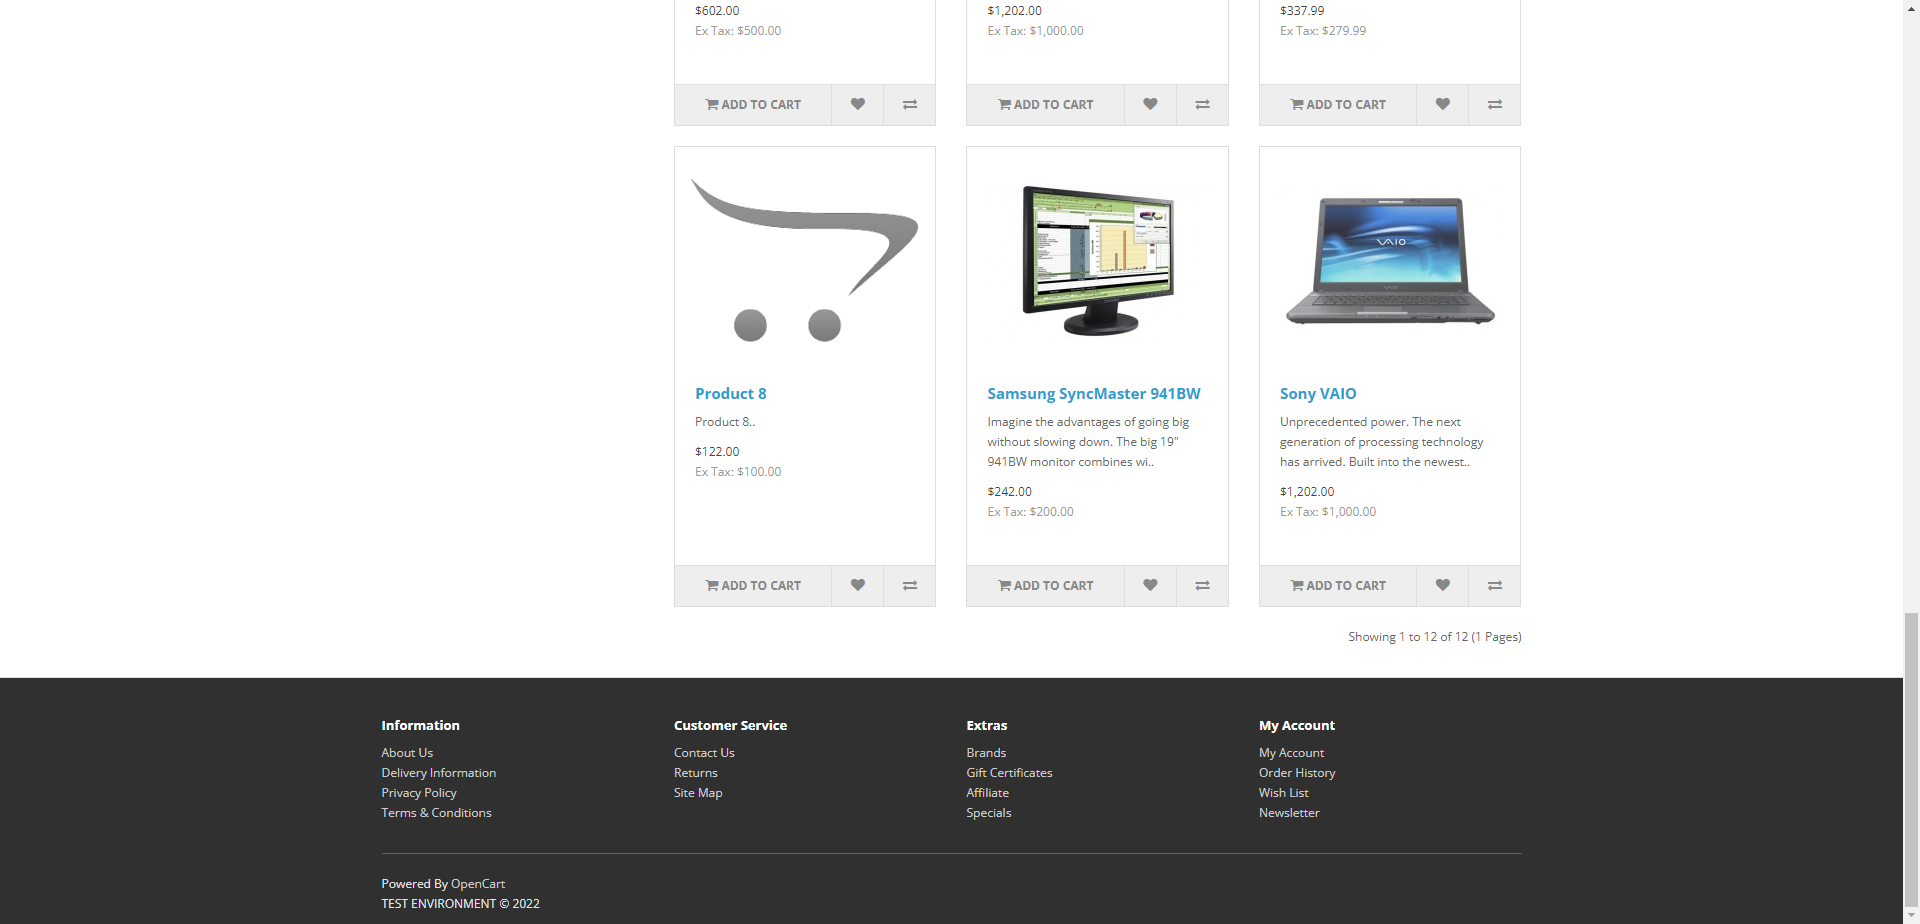 $602.00
Ex Tax: $500.00
ADD TO CART
$1,202.00
Ex Tax: $1,000.00
ADD TO CART
$337.99
Ex Tax: $279.99
ADD TO CART
Product 8
Product 8..
$122.00
Ex Tax: $100.00
ADD TO CART
Samsung SyncMaster 941BW
Imagine the advantages of going big
without slowing down. The big 19"
941BW monitor combines wi..
$242.00
Ex Tax: $200.00
ADD TO CART
VAIO
Sony VAIO
Unprecedented power. The next
generation of processing technology
has arrived. Built into the newest..
$1,202.00
Ex Tax: $1,000.00
ADD TO CART
Showing 1 to 12 of 12 (1 Pages)
Information
About Us
Delivery Information
Privacy Policy
Terms & Conditions
Customer Service
Contact Us
Returns
Site Map
Extras
Brands
Gift Certificates
Affiliate
Specials
My Account
My Account
Order History
Wish List
Newsletter
Powered By OpenCart
TEST ENVIRONMENT © 2022